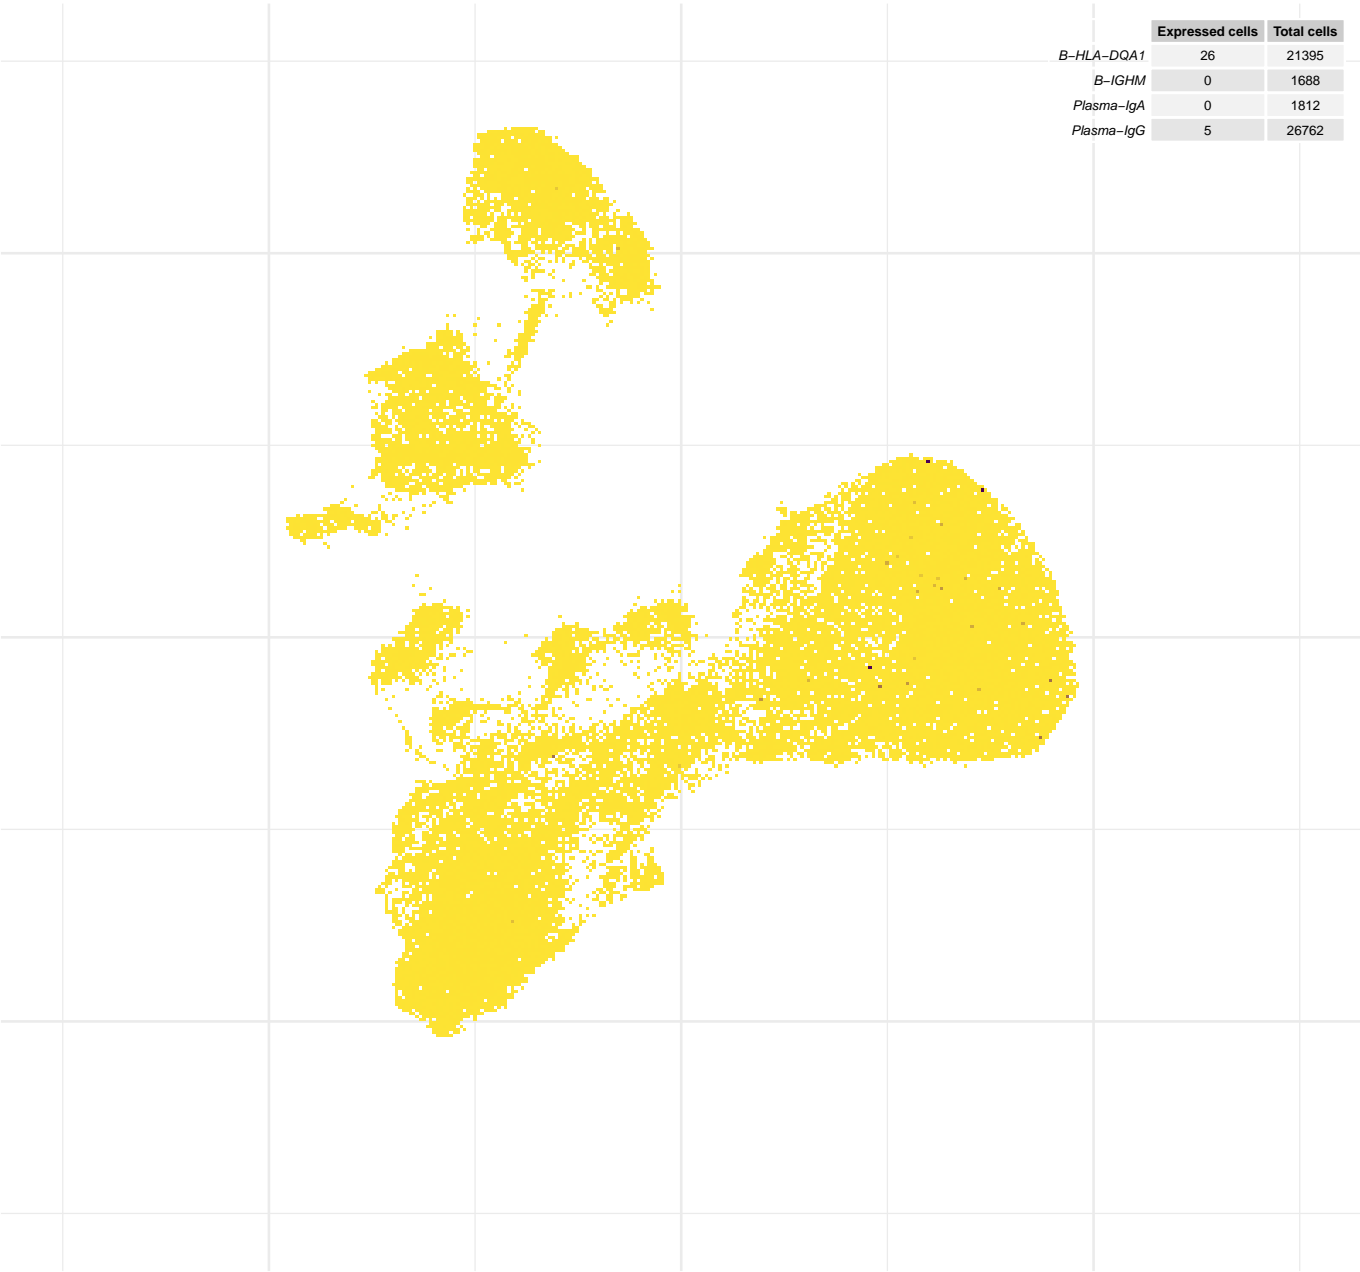 Expressed cells Total cells
B−HLA−DQA1 26 21395
B−IGHM 0 1688
Plasma−IgA 0 1812
Plasma−IgG 5 26762